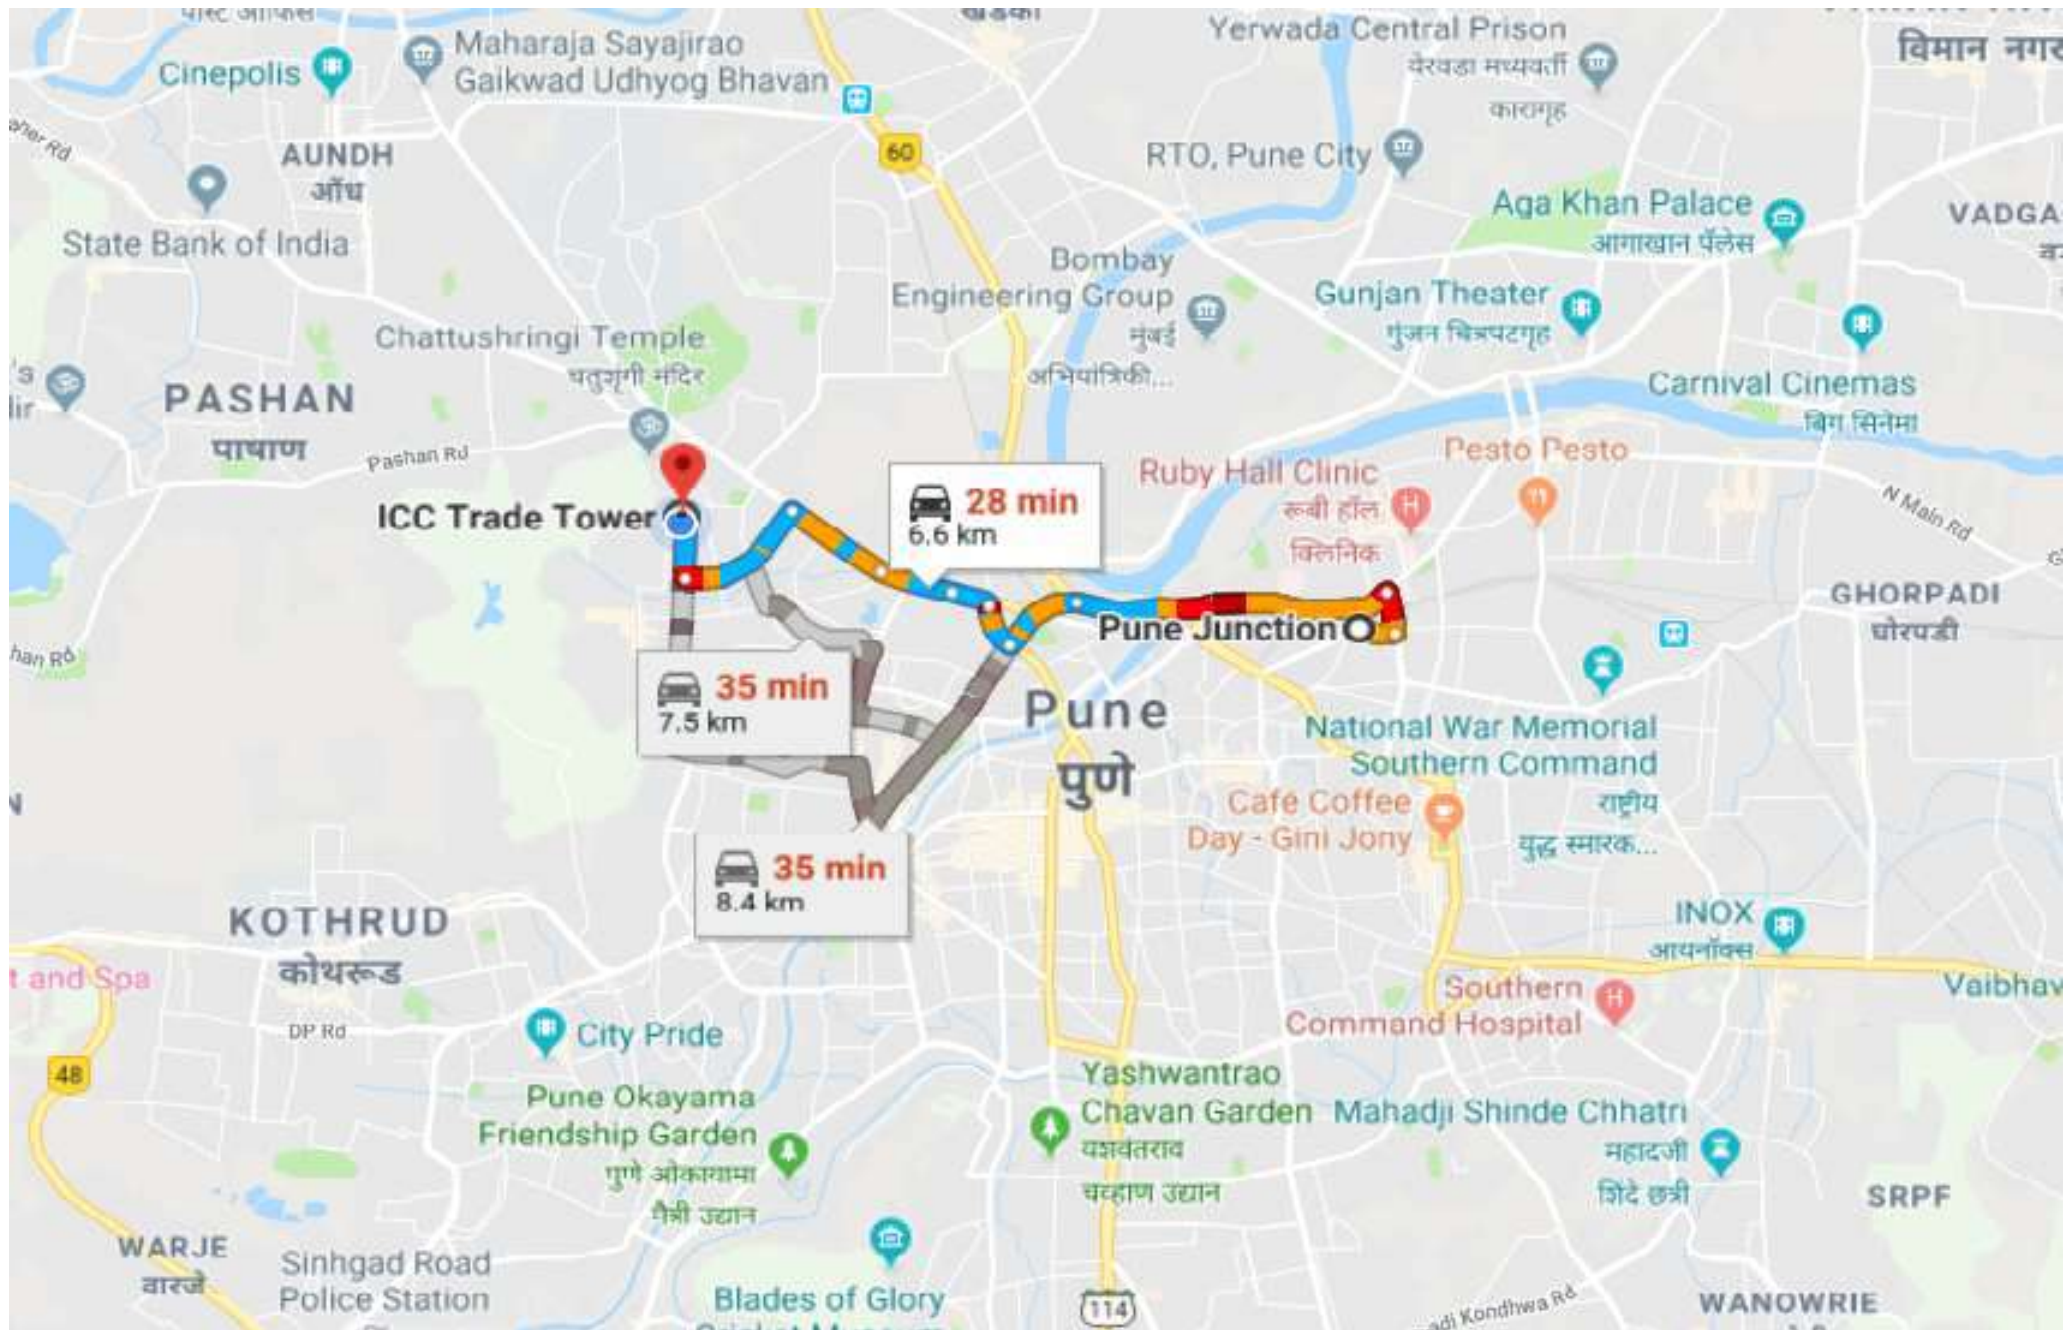 Cinepolis
Maharaja Sayajirao
Gaikwad Udhyog Bhavan
60
Yerwada Central Prison
येरवडा मध्यवर्ती
कारागृह
विमान नगर
RTO, Pune City
AUNDH
औंध
State Bank of India
Aga Khan Palace
आगाखान पॅलेस
VADGA
Bombay
Engineering Group
मुंबई
अभियांत्रिकी...
Gunjan Theater
गुंजन चित्रपटगृह
Chattushringi Temple
चतुशृंगी मंदिर
Carnival Cinemas
बिग सिनेमा
PASHAN
पाषाण
Pashan Rd
Pesto Pesto
Ruby Hall Clinic
रूबी हॉल
क्लिनिक
N Main Rd
ICC Trade Tower
28 min
6.6 km
GHORPADI
घोरपडी
Pune Junction
han Rd
35 min
7.5 km
Pune
पुणे
National War Memorial
Southern Command
राष्ट्रीय
युद्ध स्मारक...
Café Coffee
Day - Gini Jony
35 min
8.4 km
KOTHRUD
कोथरूड
INOX
आयनॉक्स
t and Spa
Southern
Command Hospital
Vaibhav
DP Rd
City Pride
48
Pune Okayama
Friendship Garden
पुणे ओकायामा
मैत्री उद्यान
Yashwantrao
Chavan Garden
यशवंतराव
चव्हाण उद्यान
Mahadji Shinde Chhatri
महादजी
शिंदे छत्री
SRPF
WARJE
वारजे
Sinhgad Road
Police Station
Blades of Glory
114
adi Kondhwa Rd
WANOWRIE